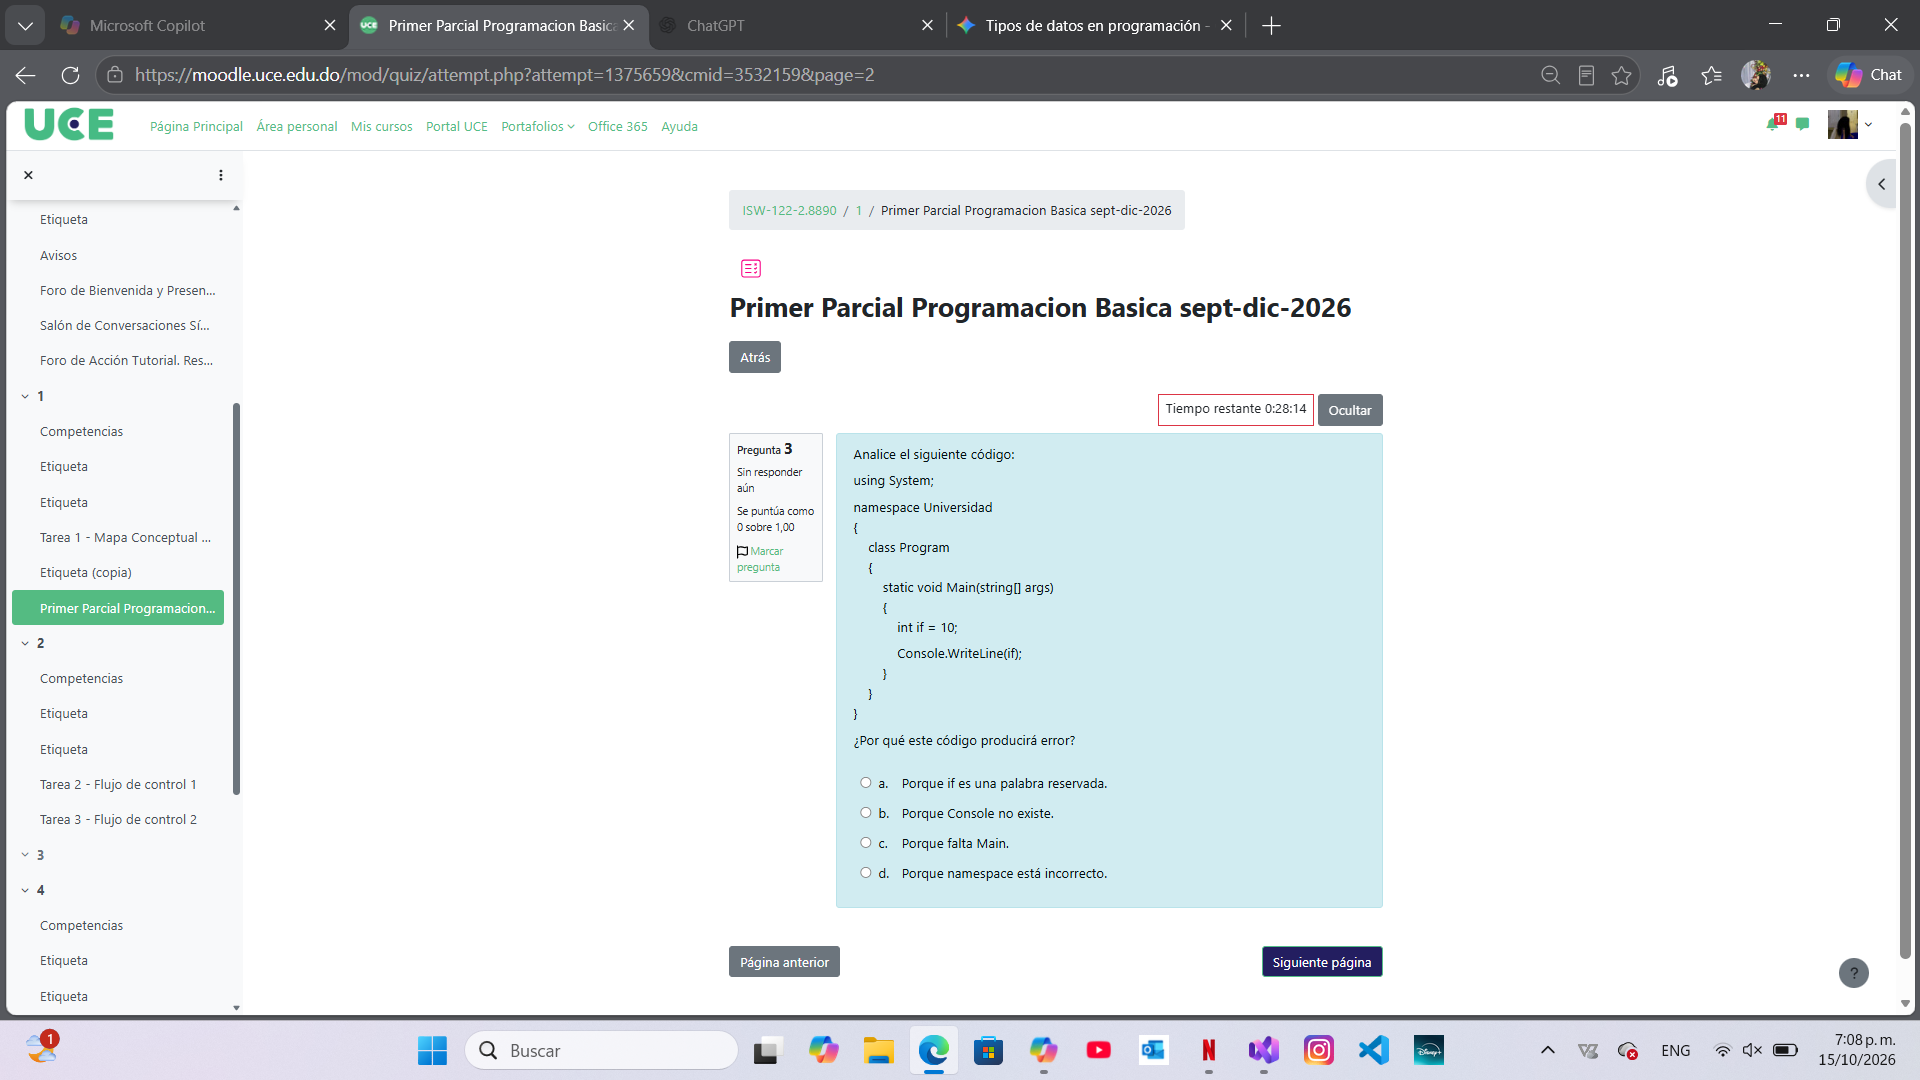 Microsoft Copilot
Primer Parcial Programacion Basica
ChatGPT
Tipos de datos en programación -
https://moodle.uce.edu.do/mod/quiz/attempt.php?attempt=1375659&cmid=3532159&page=2
Chat
UCE
Página Principal
Área personal
Mis cursos
Portal UCE
Portafolios
Office 365
Ayuda
11
Etiqueta
Avisos
Foro de Bienvenida y Presen...
Salón de Conversaciones Sí...
Foro de Acción Tutorial. Res...
1
Competencias
Etiqueta
Etiqueta
Tarea 1 - Mapa Conceptual ...
Etiqueta (copia)
Primer Parcial Programacion...
2
Competencias
Etiqueta
Etiqueta
Tarea 2 - Flujo de control 1
Tarea 3 - Flujo de control 2
3
4
Competencias
Etiqueta
Etiqueta
ISW-122-2.8890 / 1 / Primer Parcial Programacion Basica sept-dic-2026
Primer Parcial Programacion Basica sept-dic-2026
Atrás
Tiempo restante 0:28:14
Ocultar
Pregunta 3
Sin responder
aún
Se puntúa como
0 sobre 1,00
Marcar
pregunta
Analice el siguiente código:
using System;
namespace Universidad
{
class Program
{
static void Main(string[] args)
{
int if = 10;
Console.WriteLine(if);
}
}
}
¿Por qué este código producirá error?
a. Porque if es una palabra reservada.
b. Porque Console no existe.
c. Porque falta Main.
d. Porque namespace está incorrecto.
Página anterior
Siguiente página
?
1
Buscar
Disney+
ENG
7:08 p. m.
15/10/2026